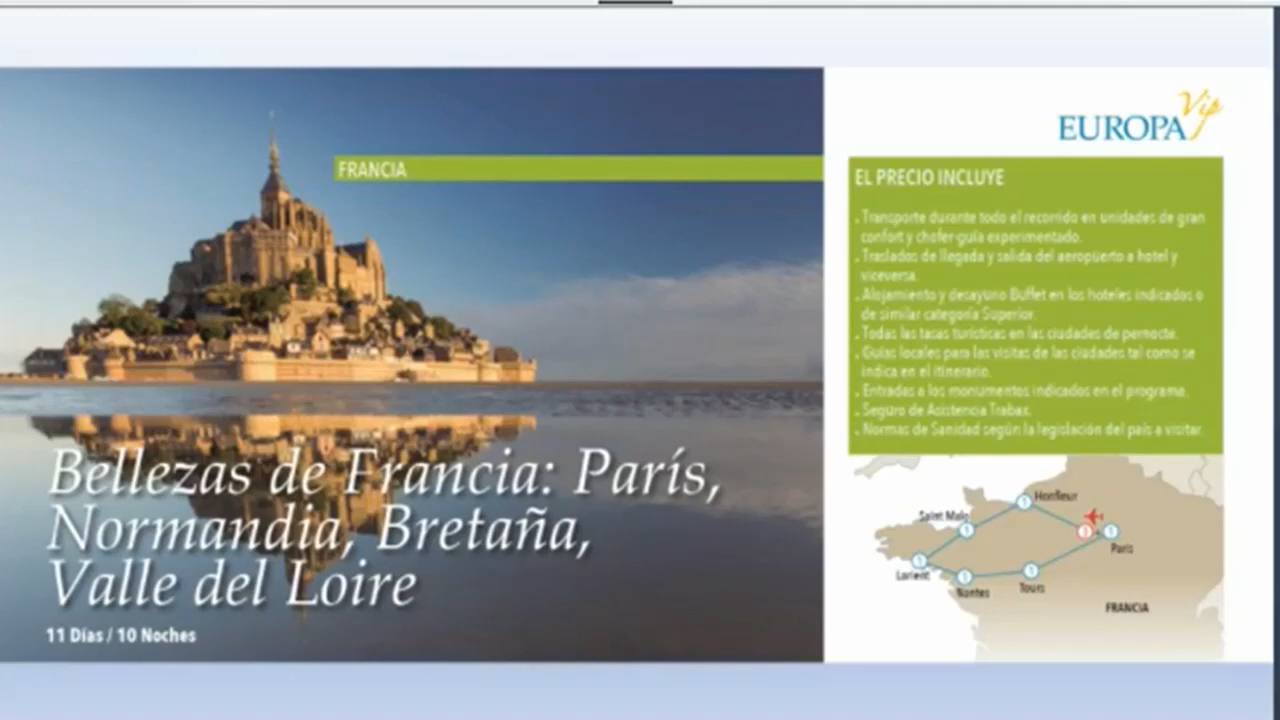 FRANCIA
Bellezas de Francia: París,
Normandia, Bretaña,
Valle del Loire
11 Días / 10 Noches
EUROPA Vip
EL PRECIO INCLUYE
. Transporte durante todo el recorrido en unidades de gran
confort y chofer-guía experimentado.
. Traslados de llegada y salida del aeropuerto a hotel y
viceversa.
. Alojamiento y desayuno Buffet en los hoteles indicados o
de similar categoría Superior.
. Todas las tasas turísticas en las ciudades de pernocte.
. Guías locales para las visitas de las ciudades tal como se
indica en el itinerario.
. Entradas a los monumentos indicados en el programa.
. Seguro de Asistencia Trabax.
. Normas de Sanidad según la legislación del país a visitar.
Honfleur
Saint Malo
París
Lorient
Nantes
Tours
FRANCIA